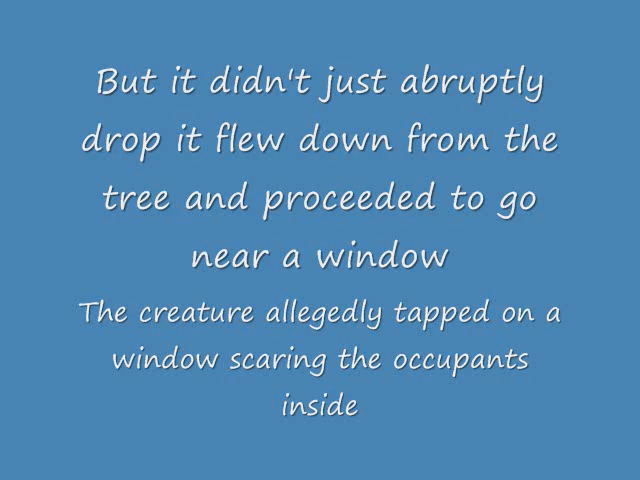 But it didn't just abruptly
drop it flew down from the
tree and proceeded to go
near a window
The creature allegedly tapped on a
window scaring the occupants
inside